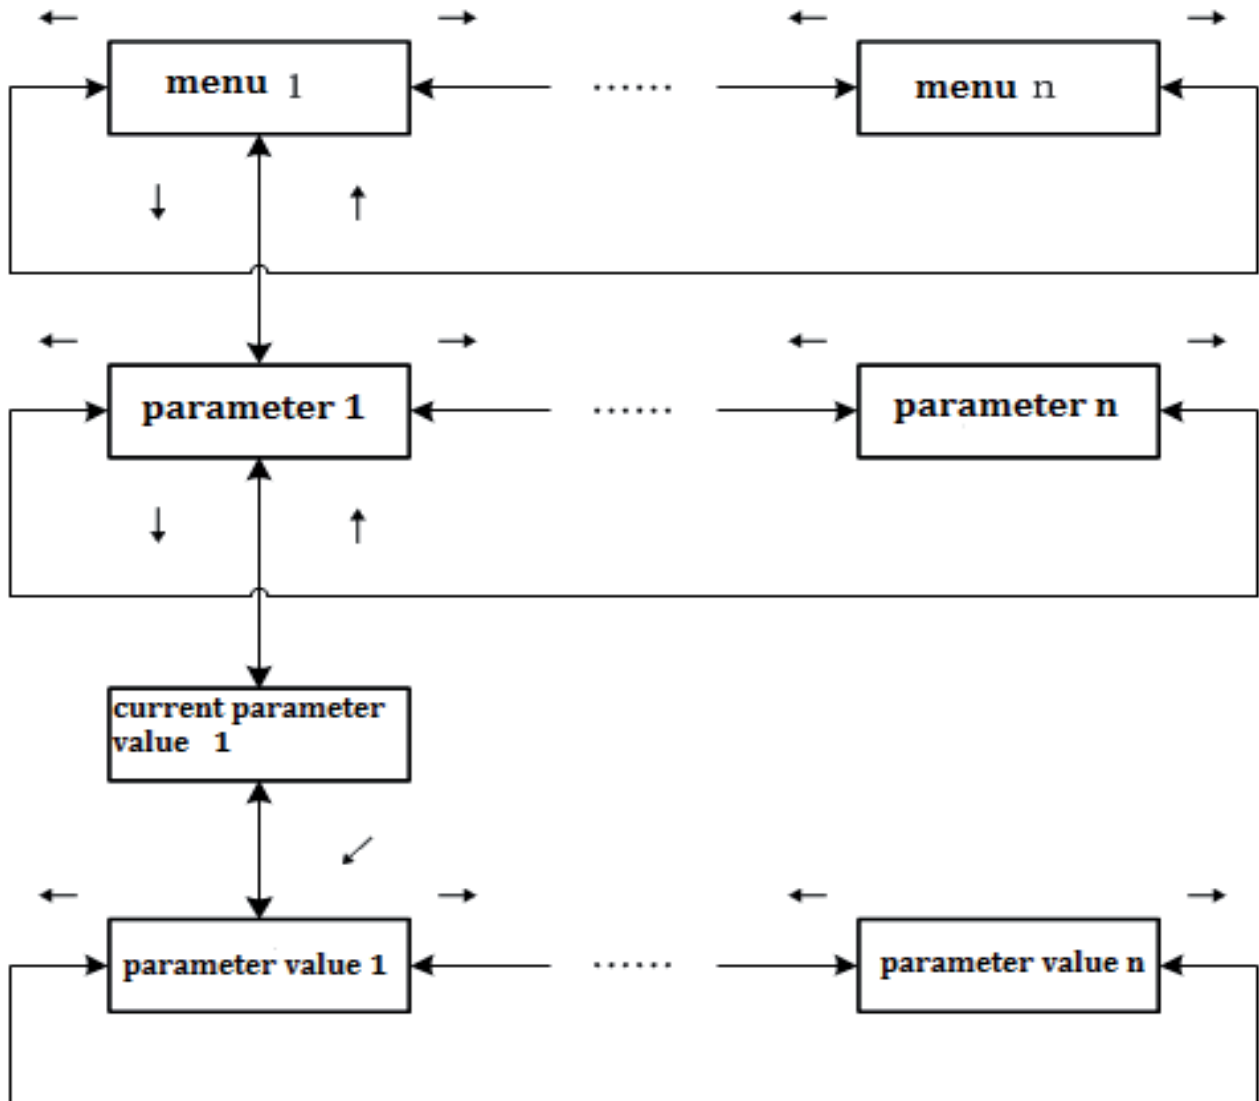 menu 1
······
menu n
parameter 1
······
parameter n
current parameter
value 1
parameter value 1
······
parameter value n